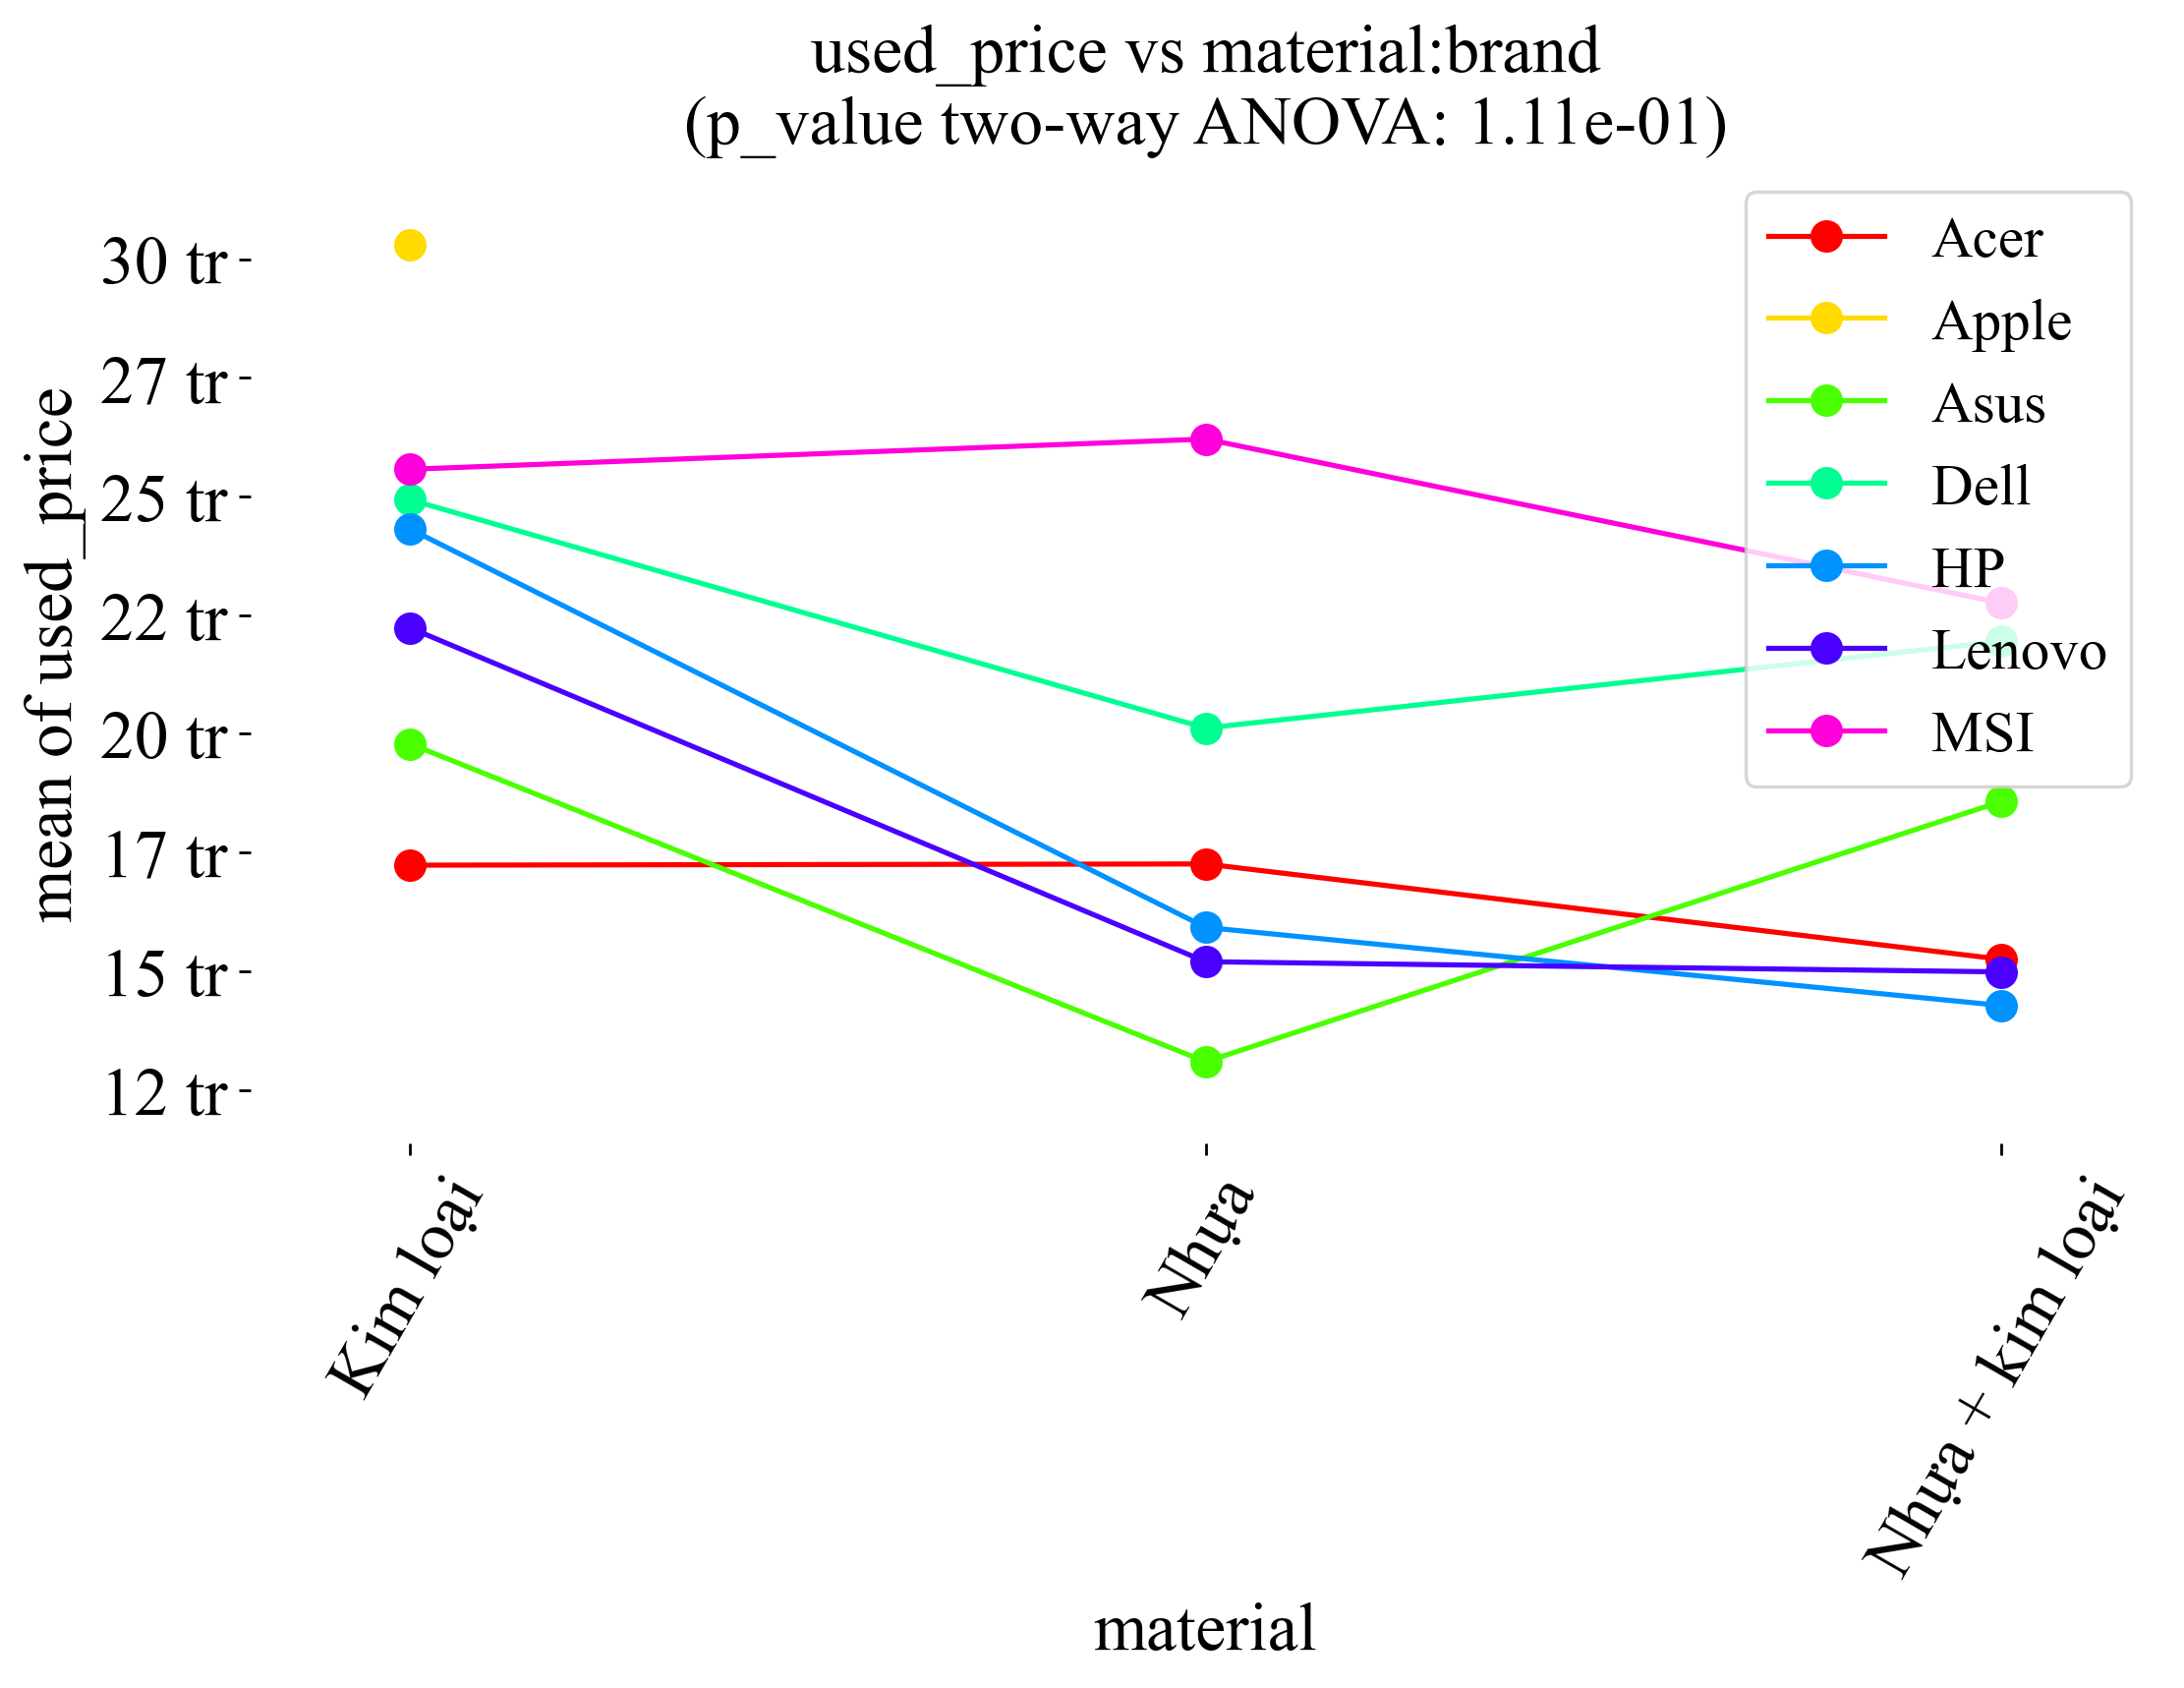 used_price vs material:brand
(p_value two-way ANOVA: 1.11e-01)
mean of used_price
30 tr
27 tr
25 tr
22 tr
20 tr
17 tr
15 tr
12 tr
Acer
Apple
Asus
Dell
HP
Lenovo
MSI
Kim loại
Nhựa
Nhựa + kim loại
material